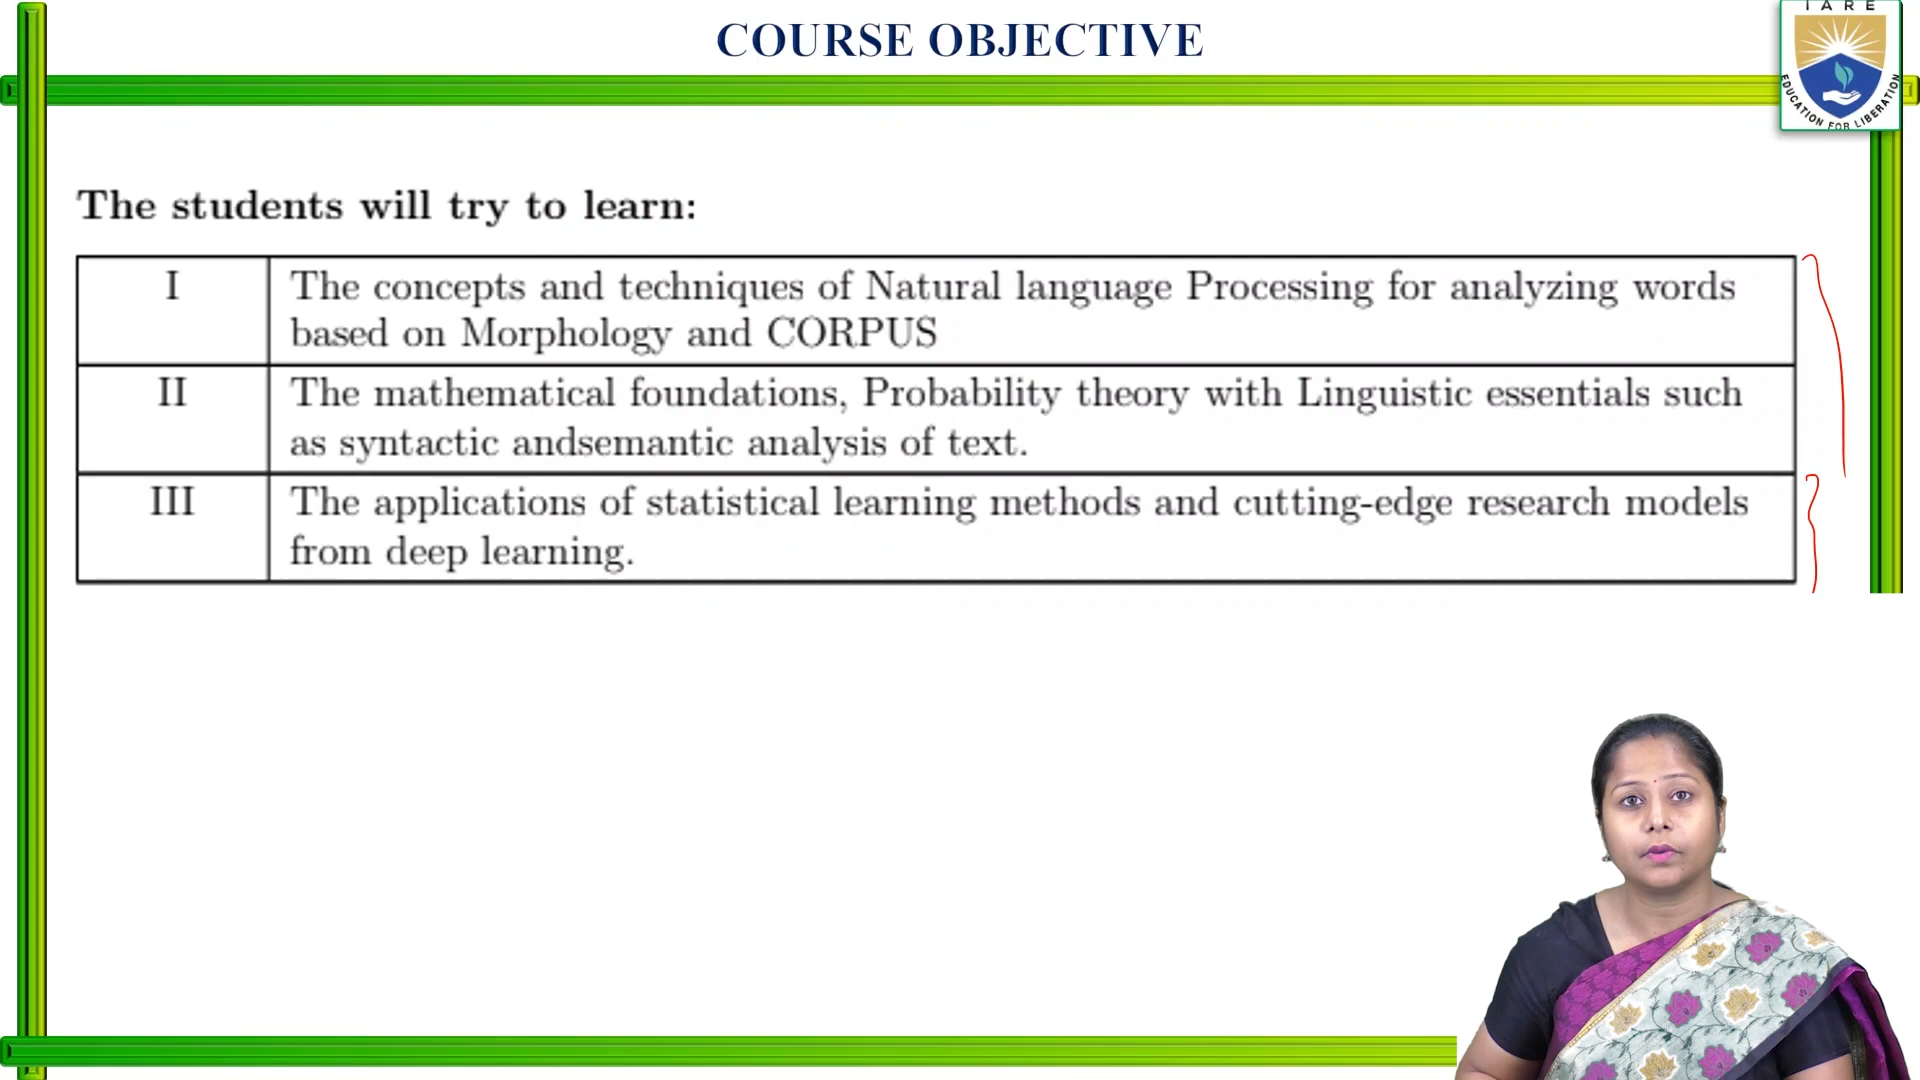 COURSE OBJECTIVE
IARE
EDUCATION FOR LIBERATION
The students will try to learn:
I
The concepts and techniques of Natural language Processing for analyzing words
based on Morphology and CORPUS
II
The mathematical foundations, Probability theory with Linguistic essentials such
as syntactic andsemantic analysis of text.
III
The applications of statistical learning methods and cutting-edge research models
from deep learning.